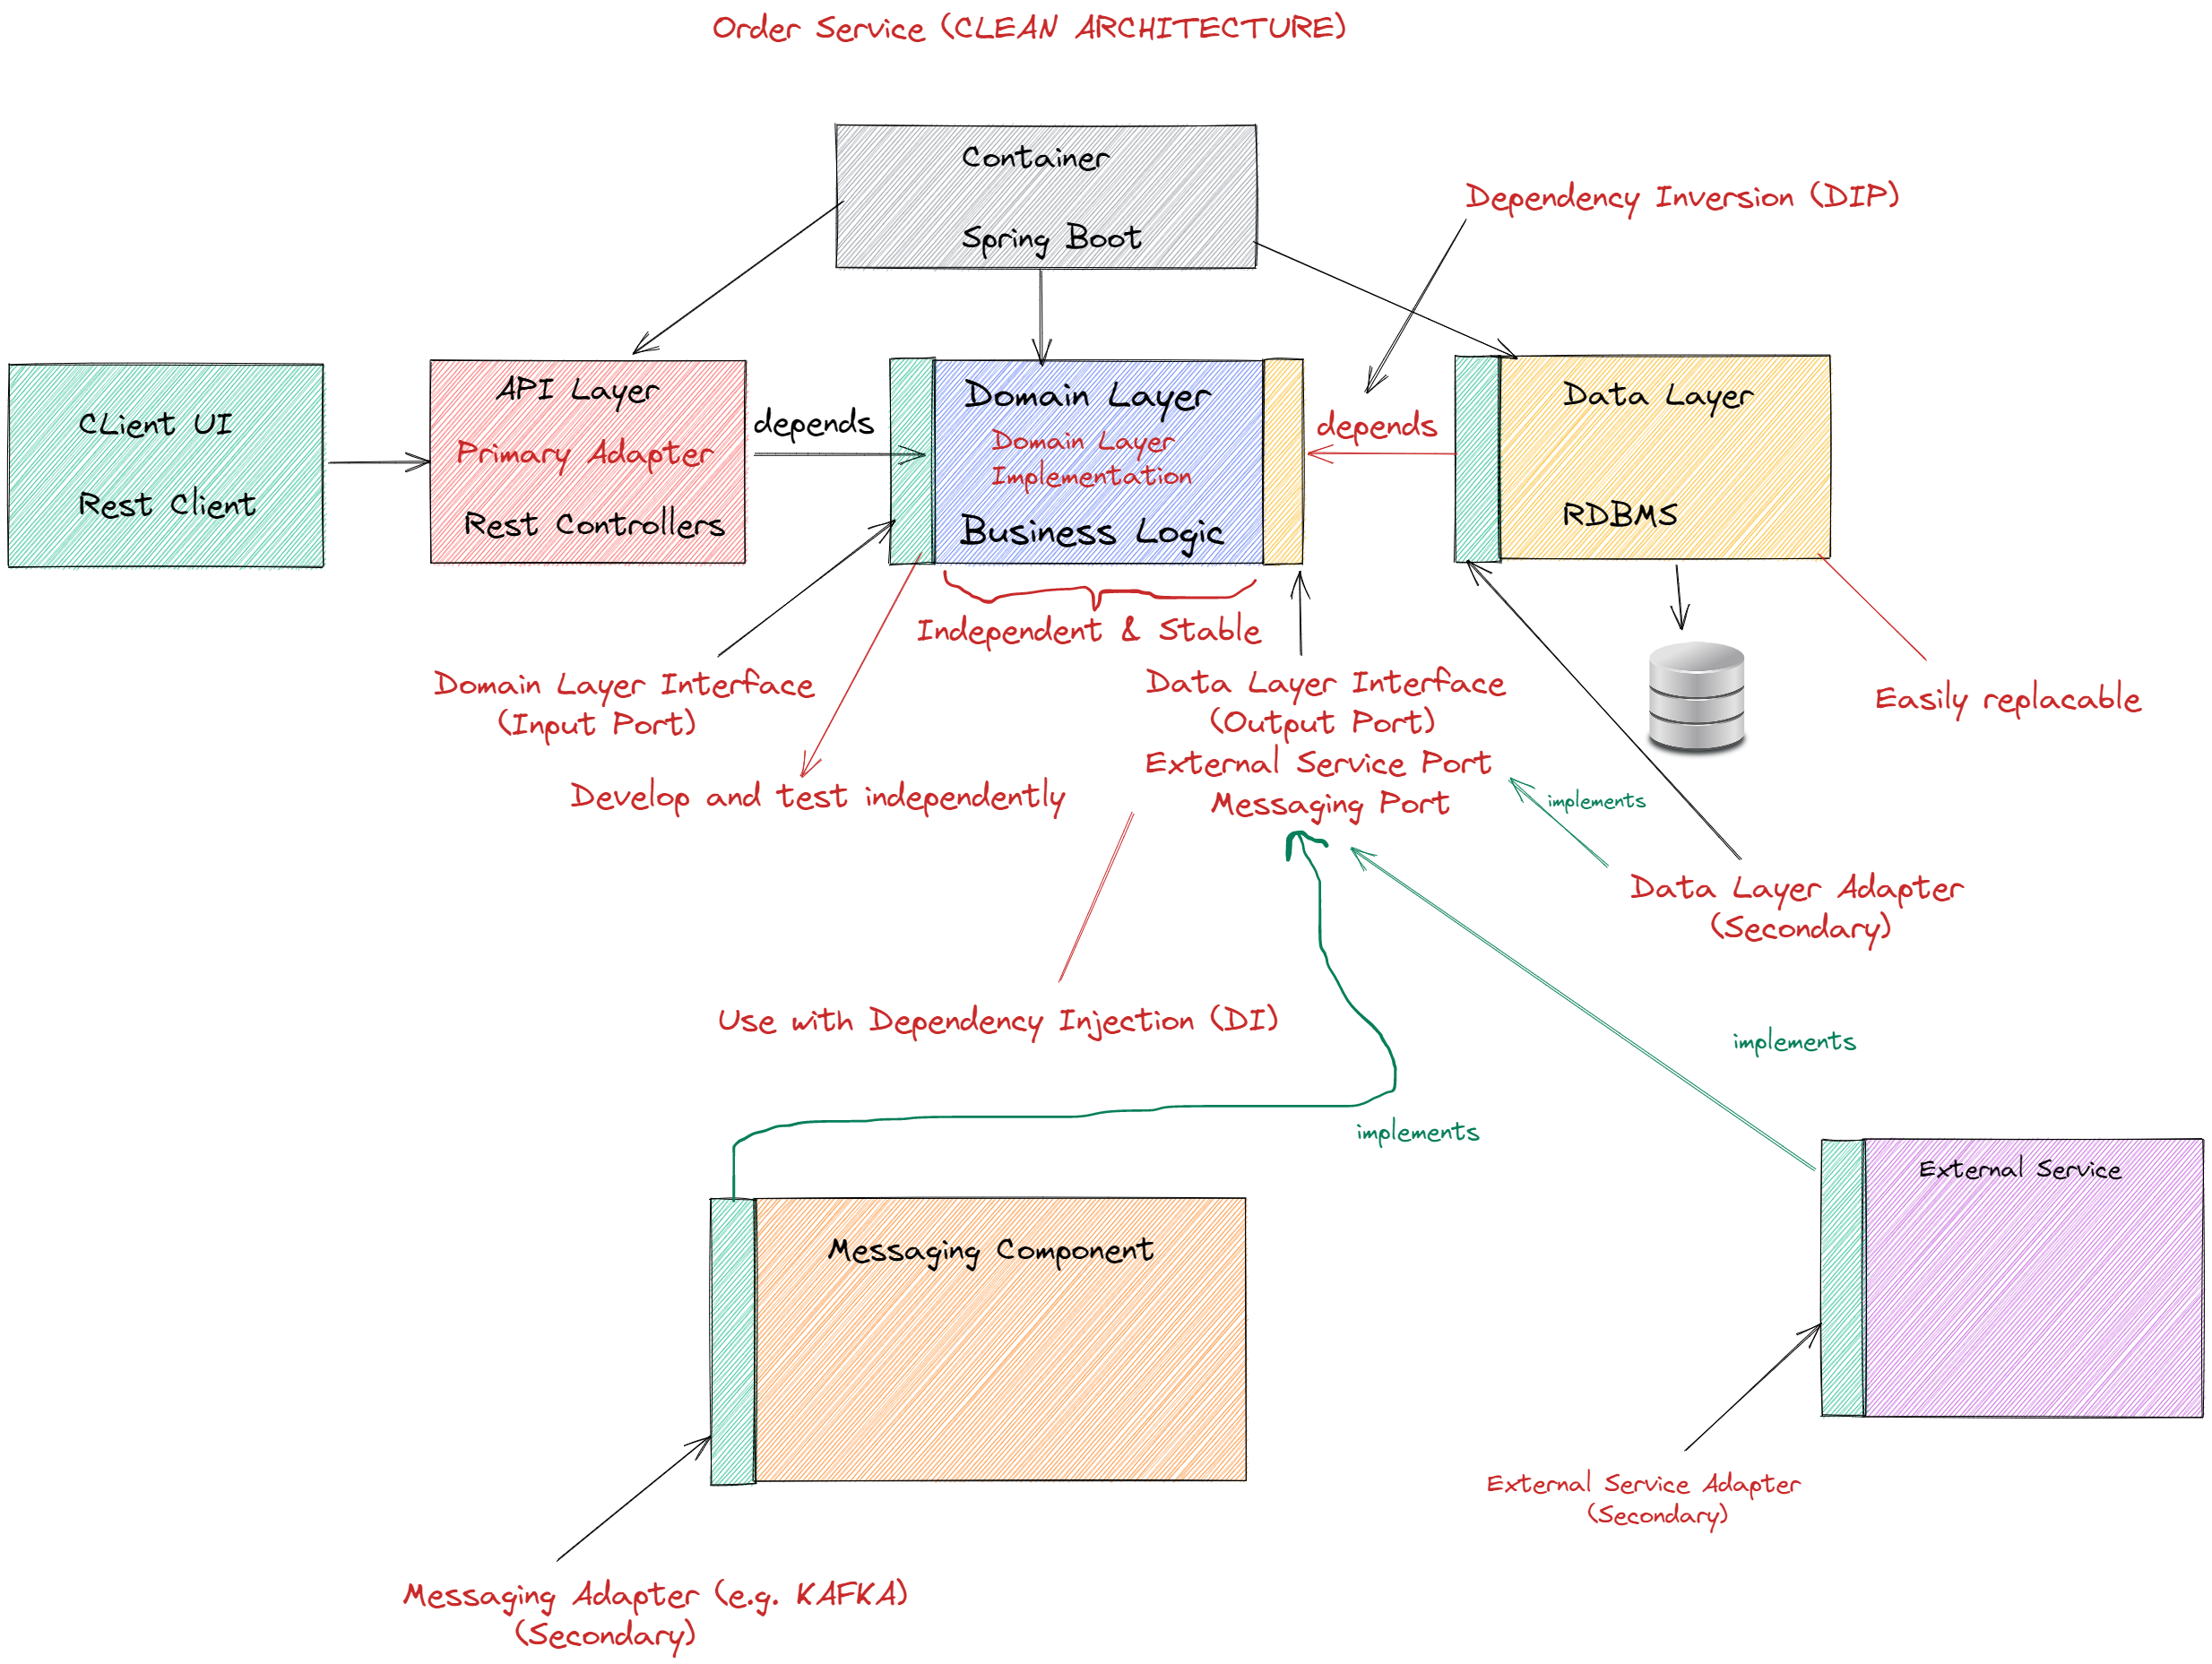 Order Service (CLEAN ARCHITECTURE)
Container
Spring Boot
Dependency Inversion (DIP)
CLient UI
Rest Client
API Layer
Primary Adapter
Rest Controllers
depends
Domain Layer
Domain Layer
Implementation
Business Logic
depends
Data Layer
RDBMS
Independent & Stable
Domain Layer Interface
(Input Port)
Data Layer Interface
(Output Port)
External Service Port
Messaging Port
Easily replacable
Develop and test independently
implements
Data Layer Adapter
(Secondary)
Use with Dependency Injection (DI)
implements
implements
External Service
Messaging Component
External Service Adapter
(Secondary)
Messaging Adapter (e.g. KAFKA)
(Secondary)